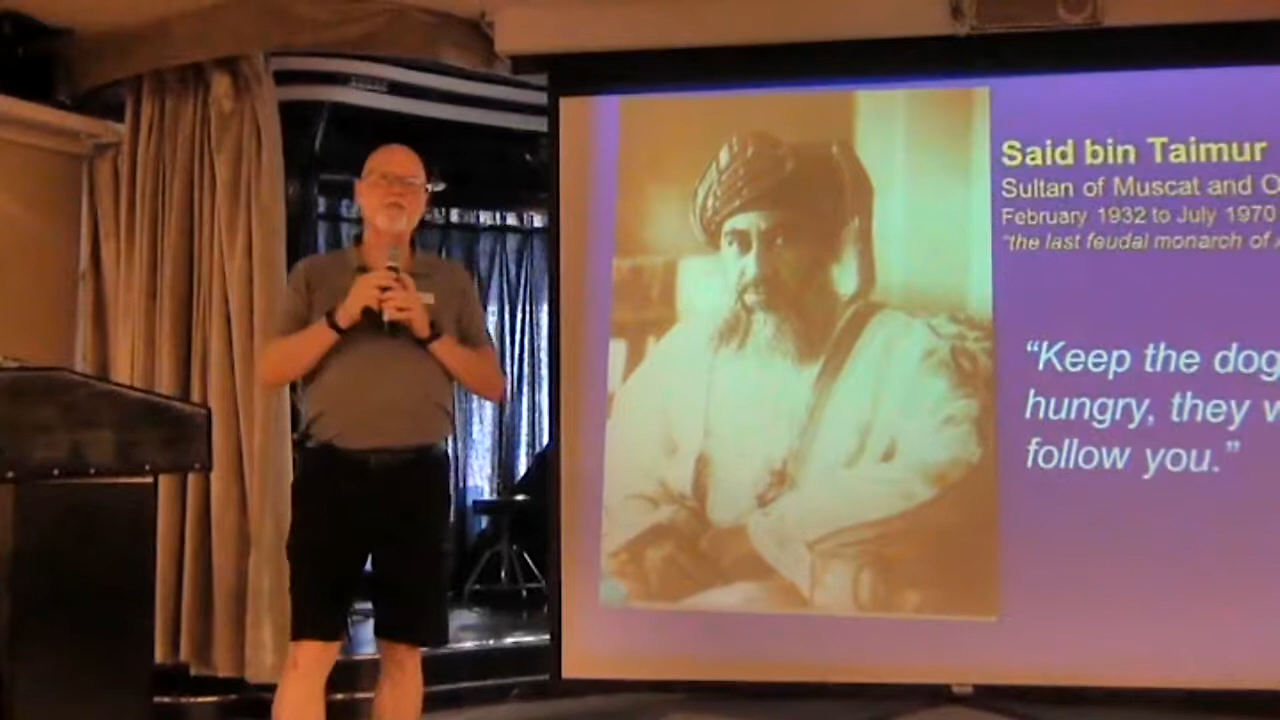 Said bin Taimur
Sultan of Muscat and O
February 1932 to July 1970
"the last feudal monarch of A
“Keep the dog
hungry, they w
follow you.”